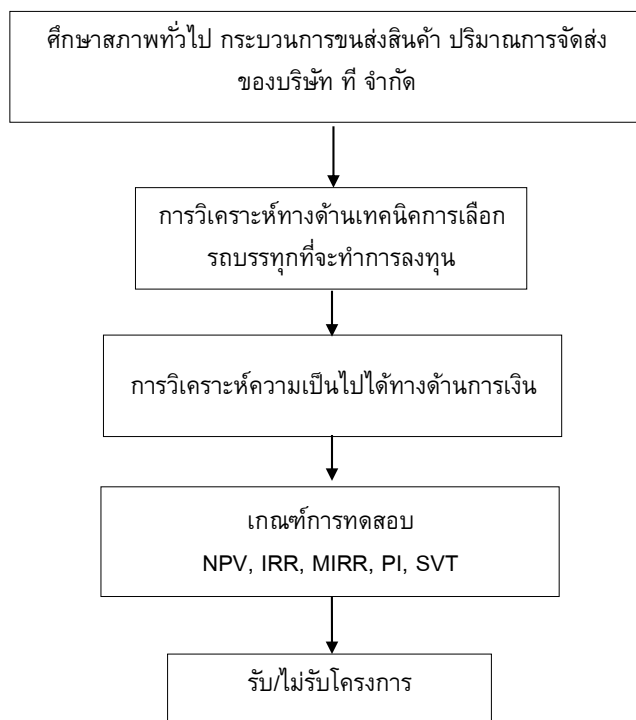 ศึกษาสภาพทั่วไป กระบวนการขนส่งสินค้า ปริมาณการจัดส่ง
ของบริษัท ที จำกัด
การวิเคราะห์ทางด้านเทคนิคการเลือก
รถบรรทุกที่จะทำการลงทุน
การวิเคราะห์ความเป็นไปได้ทางด้านการเงิน
เกณฑ์การทดสอบ
NPV, IRR, MIRR, PI, SVT
รับ/ไม่รับโครงการ